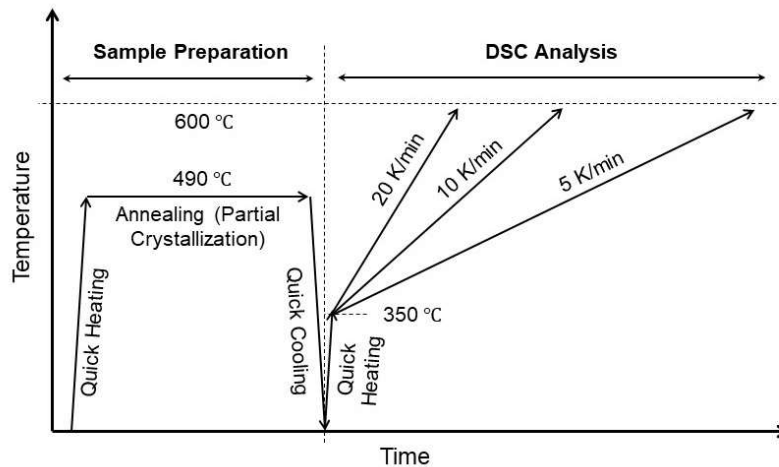 Sample Preparation
DSC Analysis
600 °C
490 °C
Annealing (Partial
Crystallization)
Quick Heating
Quick Cooling
Quick
Heating
350 °C
20 K/min
10 K/min
5 K/min
Temperature
Time